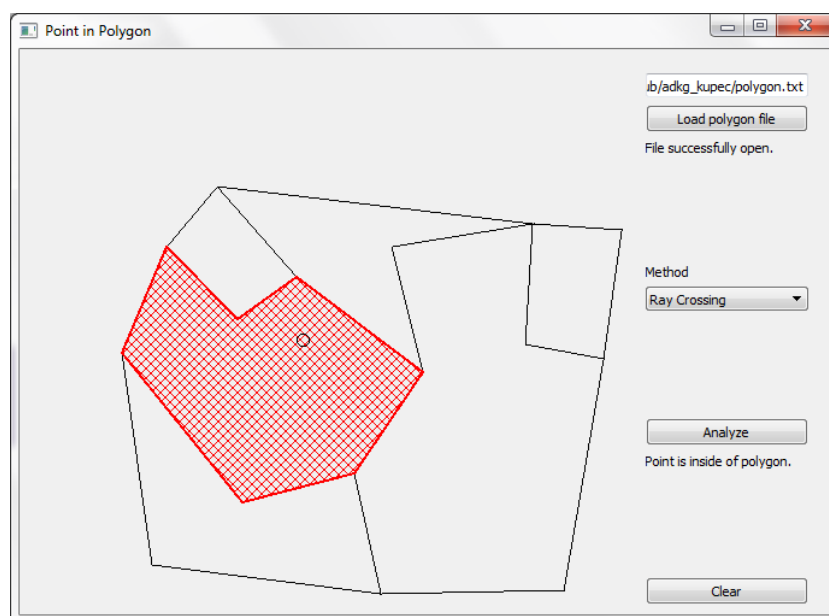 Point in Polygon
ub/adkg_kupec/polygon.txt
Load polygon file
File successfully open.
Method
Ray Crossing
Analyze
Point is inside of polygon.
Clear